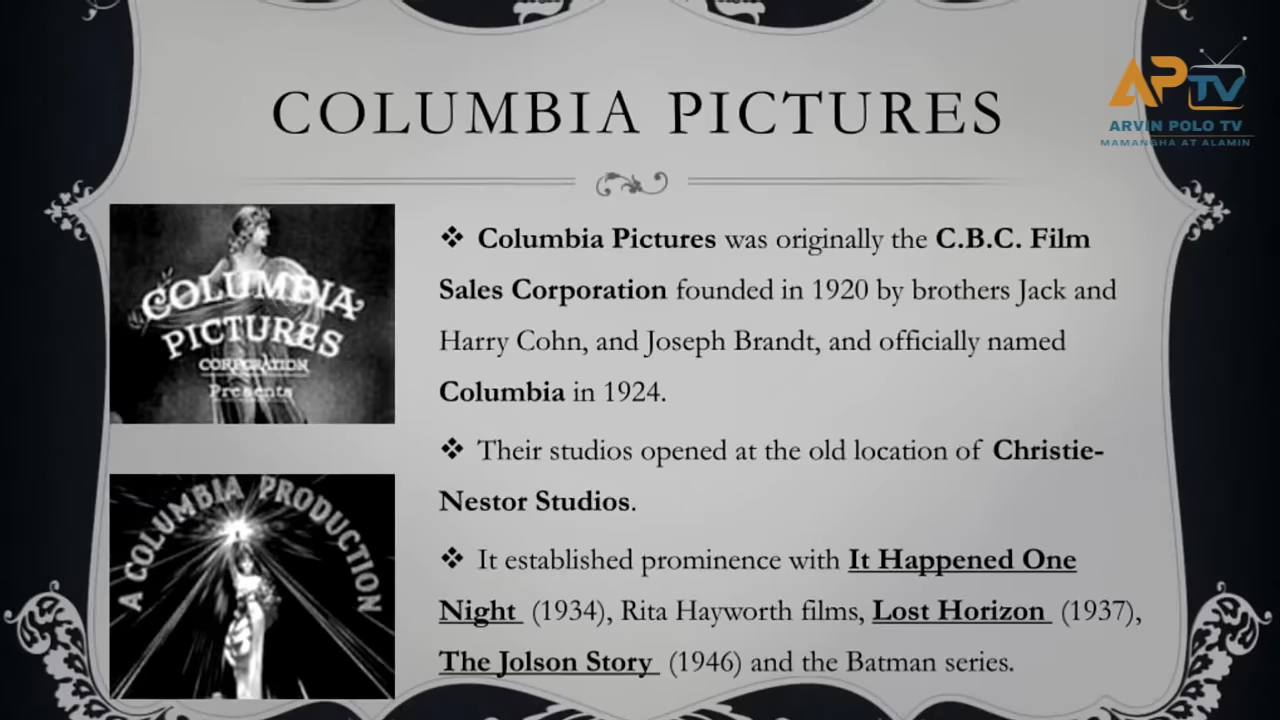 COLUMBIA PICTURES
APTV
ARVIN POLO TV
MAMANGHA AT ALAMIN
COLUMBIA
PICTURES
CORPORATION
Presents
A COLUMBIA PRODUCTION
❖ Columbia Pictures was originally the C.B.C. Film
Sales Corporation founded in 1920 by brothers Jack and
Harry Cohn, and Joseph Brandt, and officially named
Columbia in 1924.
❖ Their studios opened at the old location of Christie-
Nestor Studios.
❖ It established prominence with It Happened One
Night (1934), Rita Hayworth films, Lost Horizon (1937),
The Jolson Story (1946) and the Batman series.